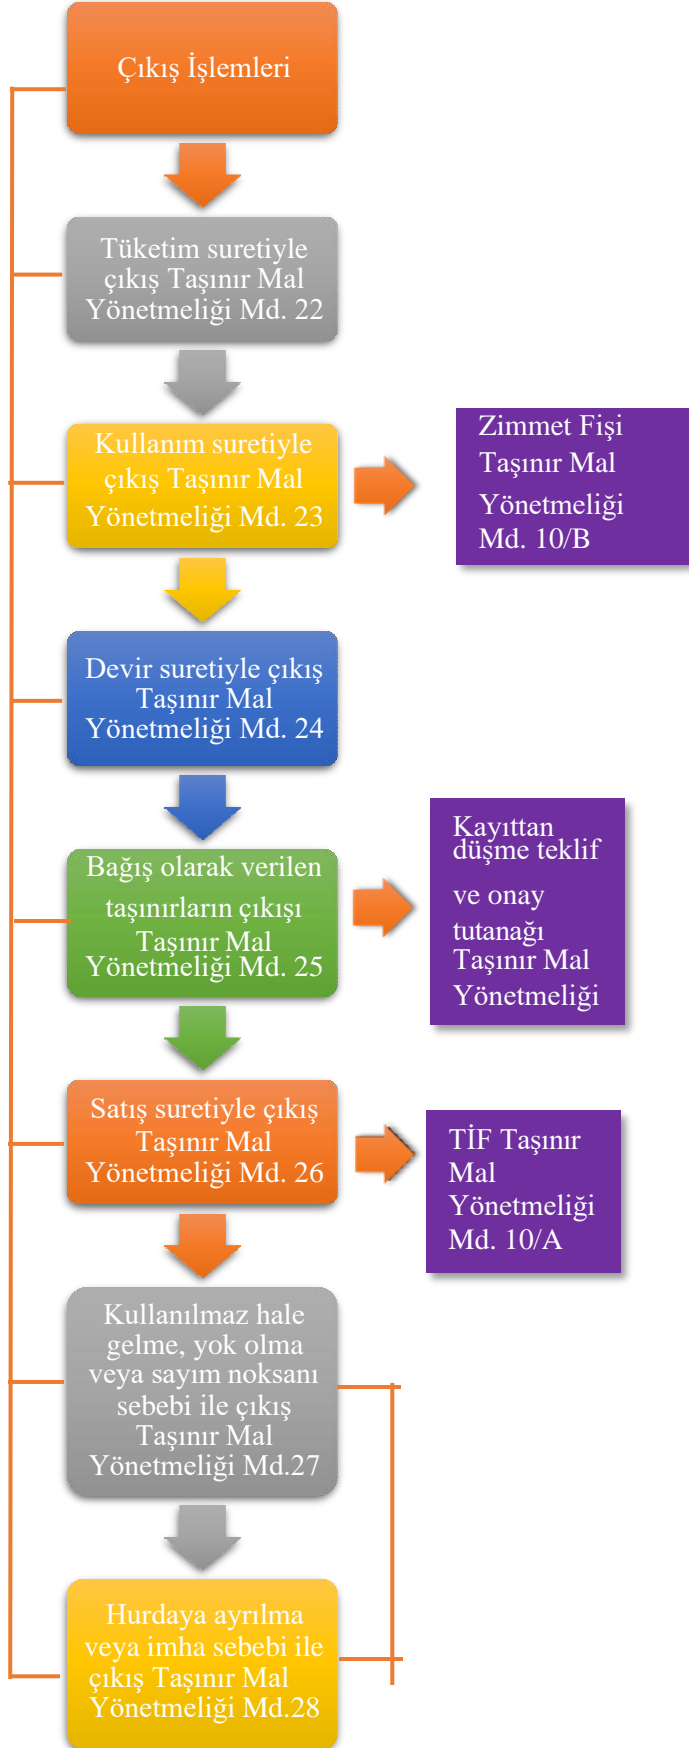 Çıkış İşlemleri
Tüketim suretiyle
çıkış Taşınır Mal
Yönetmeliği Md. 22
Kullanım suretiyle
çıkış Taşınır Mal
Yönetmeliği Md. 23
Zimmet Fişi
Taşınır Mal
Yönetmeliği
Md. 10/B
Devir suretiyle çıkış
Taşınır Mal
Yönetmeliği Md. 24
Bağış olarak verilen
taşınırların çıkışı
Taşınır Mal
Yönetmeliği Md. 25
Kayıttan
düşme teklif
ve onay
tutanağı
Taşınır Mal
Yönetmeliği
Satış suretiyle çıkış
Taşınır Mal
Yönetmeliği Md. 26
TİF Taşınır
Mal
Yönetmeliği
Md. 10/A
Kullanılmaz hale
gelme, yok olma
veya sayım noksanı
sebebi ile çıkış
Taşınır Mal
Yönetmeliği Md.27
Hurdaya ayrılma
veya imha sebebi ile
çıkış Taşınır Mal
Yönetmeliği Md.28